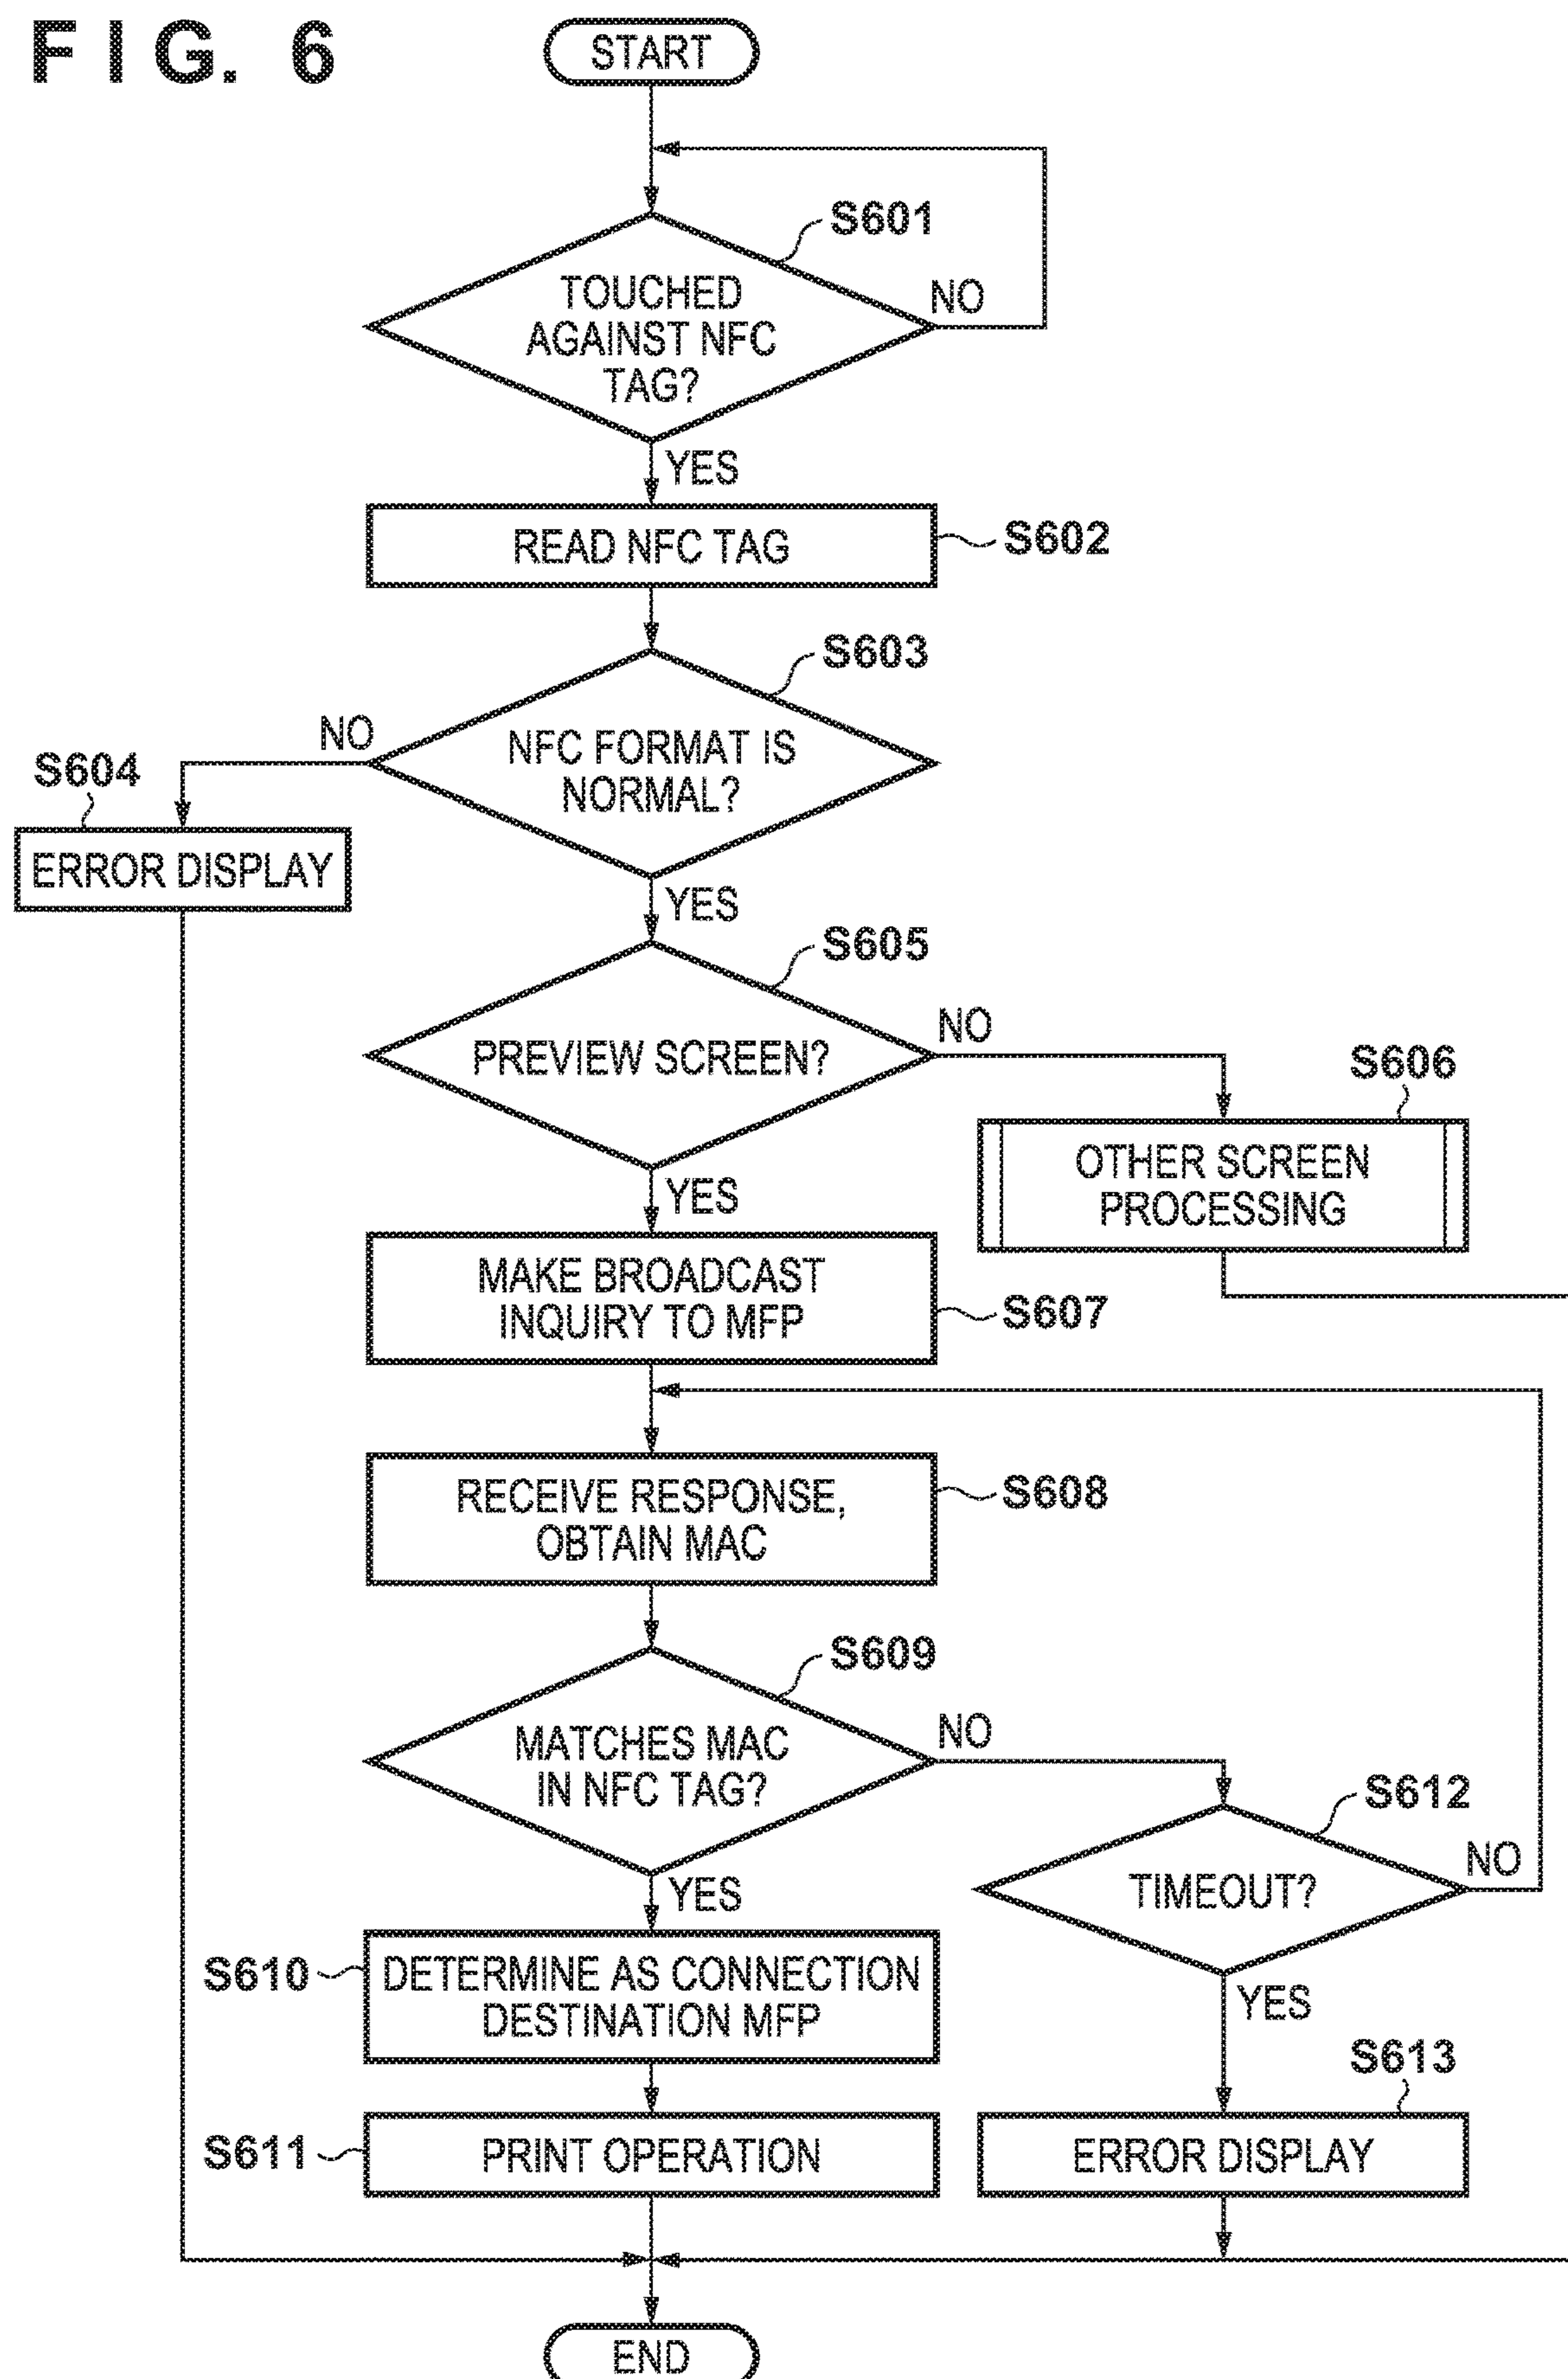 FIG. 6
START
S601
TOUCHED
AGAINST NFC
TAG?
NO
YES
READ NFC TAG
S602
S603
NO
NFC FORMAT IS
NORMAL?
S604
ERROR DISPLAY
YES
S605
PREVIEW SCREEN?
NO
S606
OTHER SCREEN
PROCESSING
YES
MAKE BROADCAST
INQUIRY TO MFP
S607
RECEIVE RESPONSE,
OBTAIN MAC
S608
S609
MATCHES MAC
IN NFC TAG?
NO
S612
TIMEOUT?
NO
YES
S610
DETERMINE AS CONNECTION
DESTINATION MFP
YES
S613
S611
PRINT OPERATION
ERROR DISPLAY
END